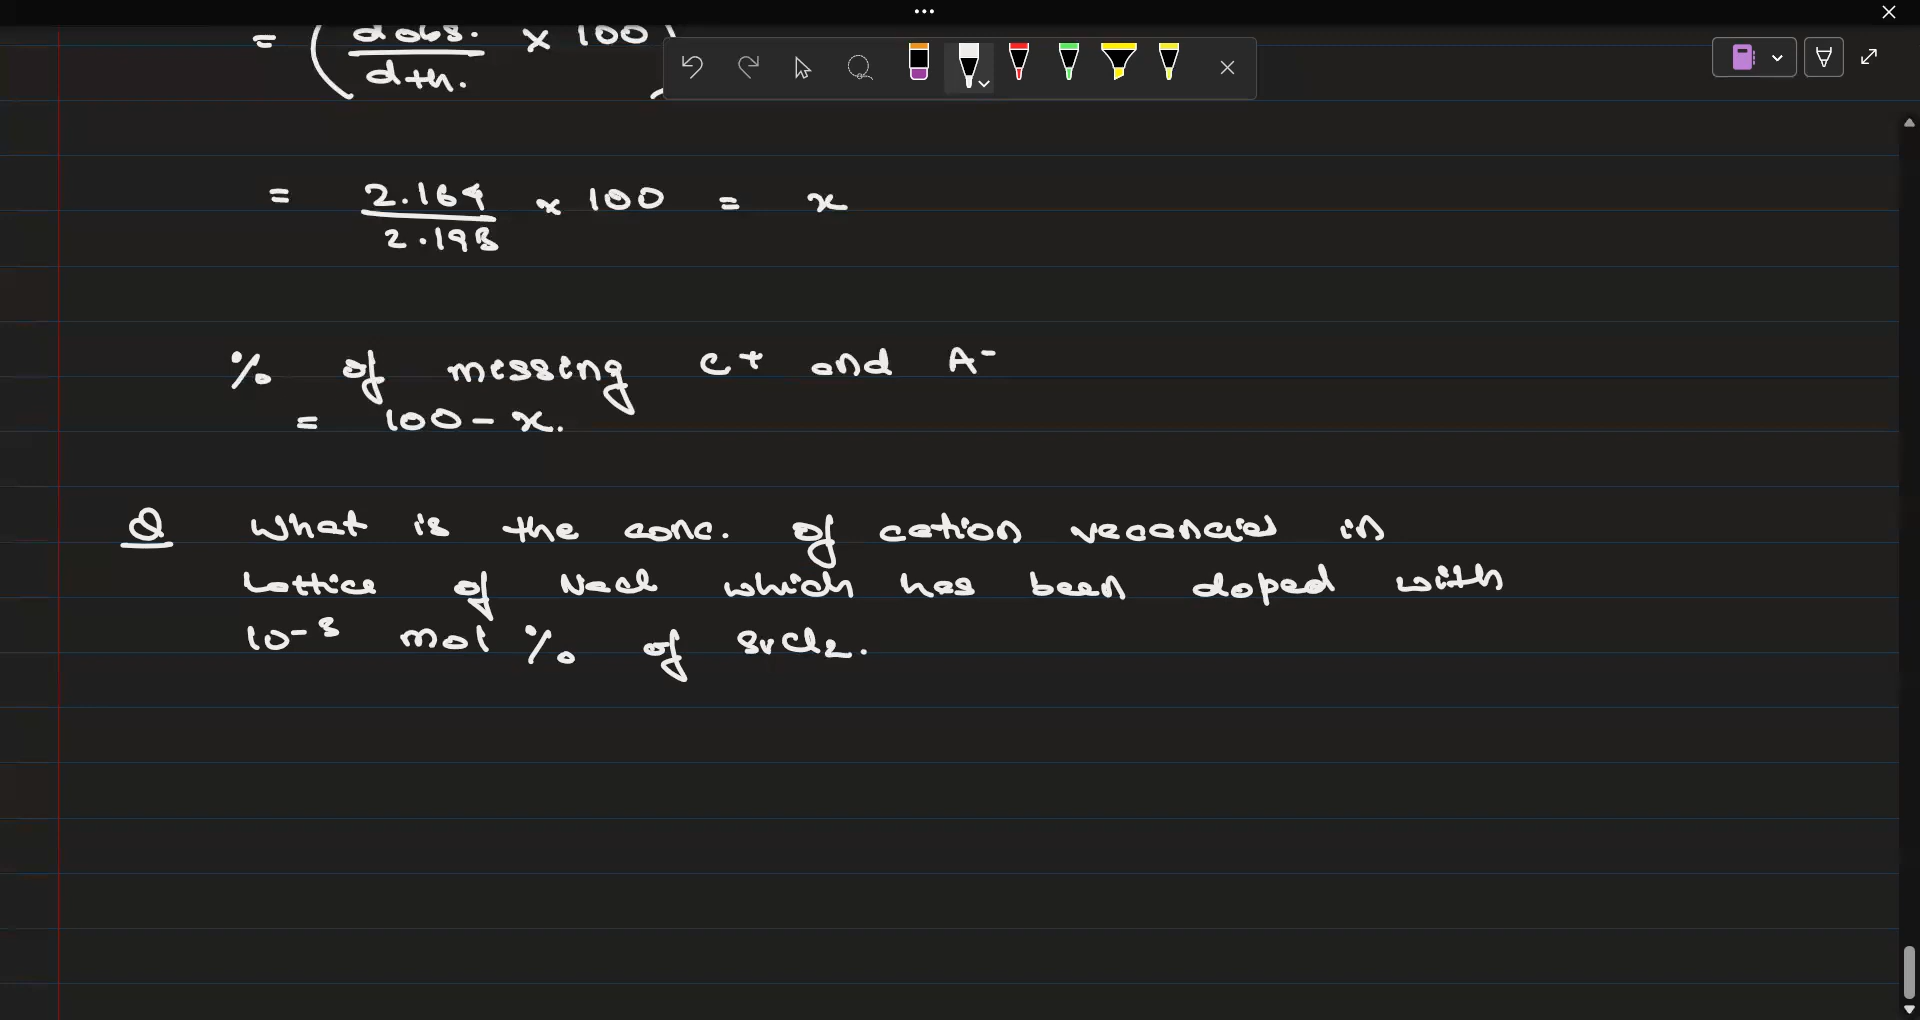 = ( dobs. / dth. × 100 )
= 2.164 / 2.193 × 100 = x
% of missing C+ and A-
= 100 - x.
Q What is the conc. of cation vacancies in
Lattice of NaCl which has been doped with
10-3 mol % of SrCl2.